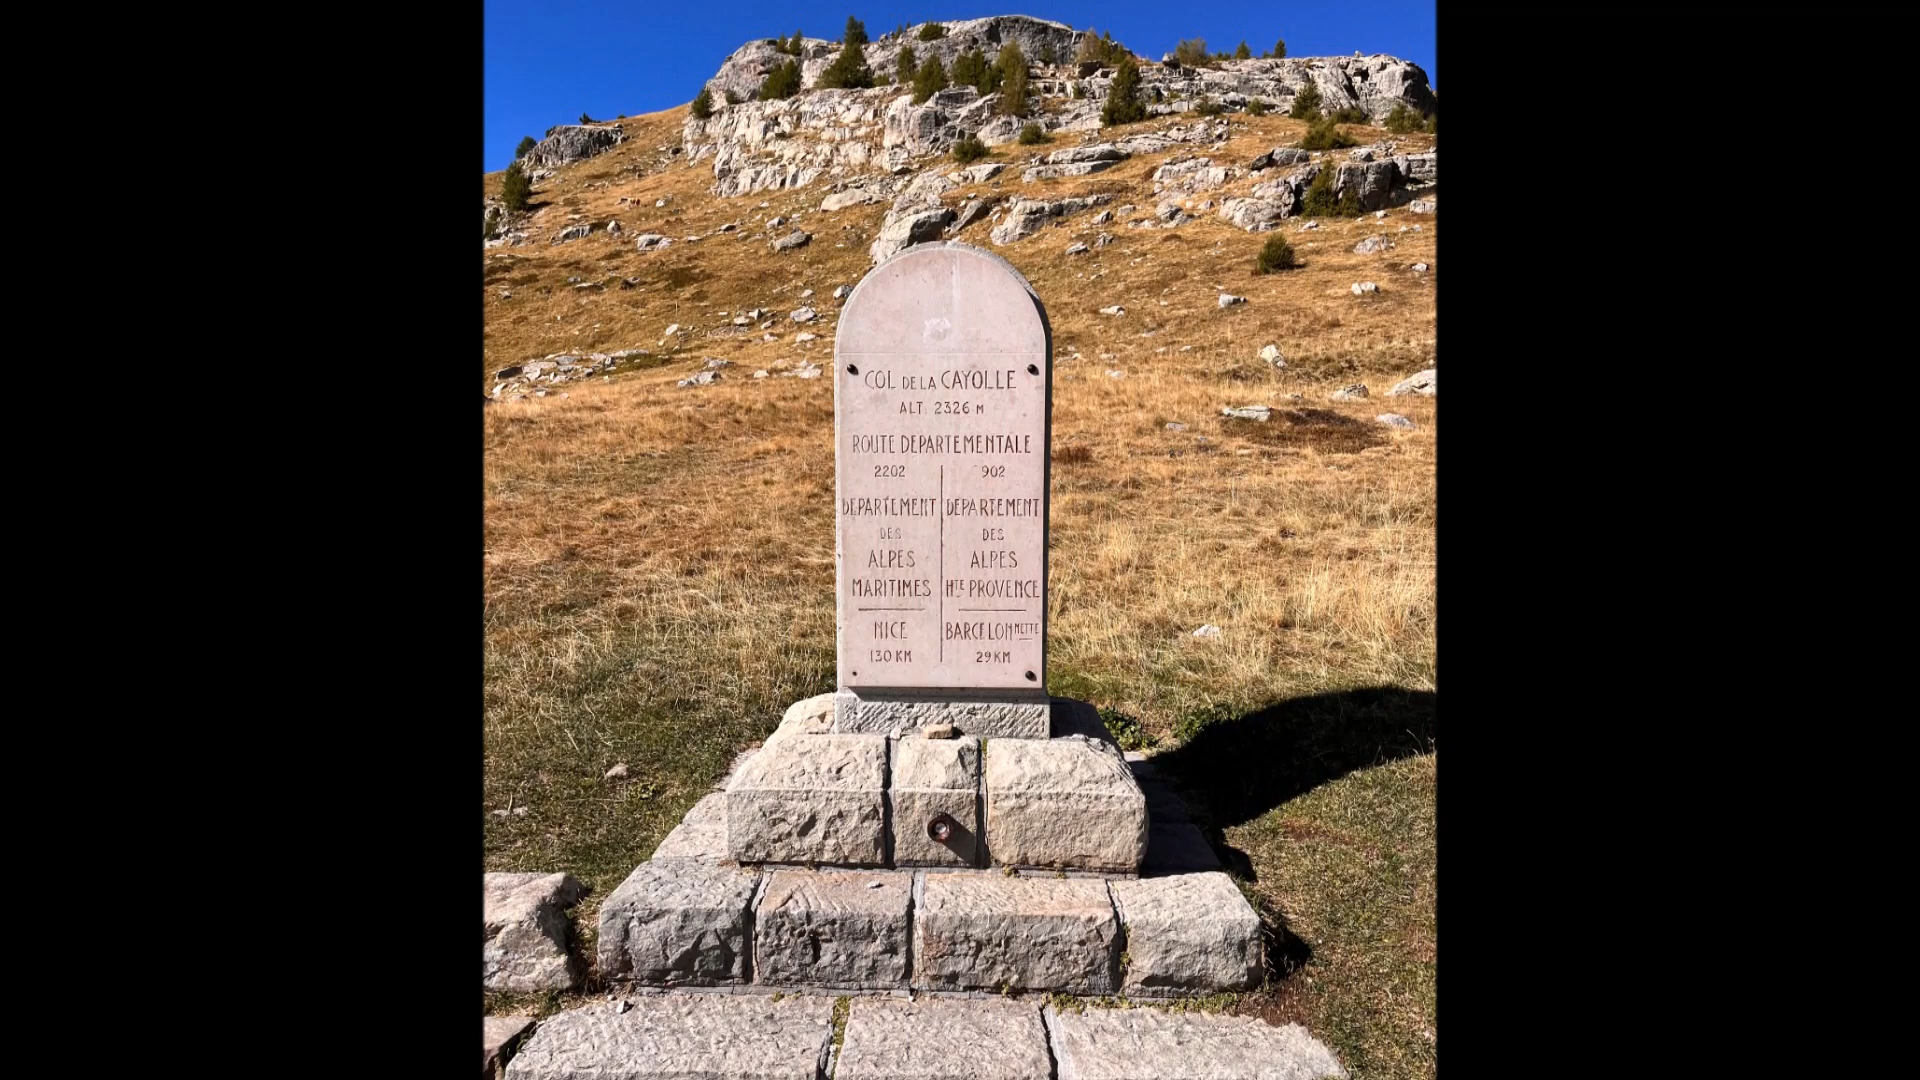 COL DE LA CAYOLLE
ALT. 2326 M
ROUTE DEPARTEMENTALE
2202 902
DEPARTEMENT DEPARTEMENT
DES DES
ALPES ALPES
MARITIMES HTE PROVENCE
NICE BARCELONNETTE
130 KM 29 KM